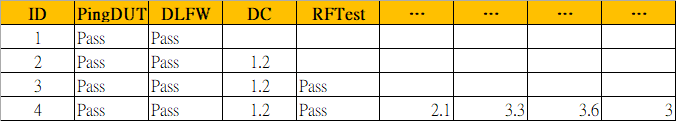 ID PingDUT DLFW DC RFTest ... ... ... ...
1 Pass Pass
2 Pass Pass 1.2
3 Pass Pass 1.2 Pass
4 Pass Pass 1.2 Pass 2.1 3.3 3.6 3